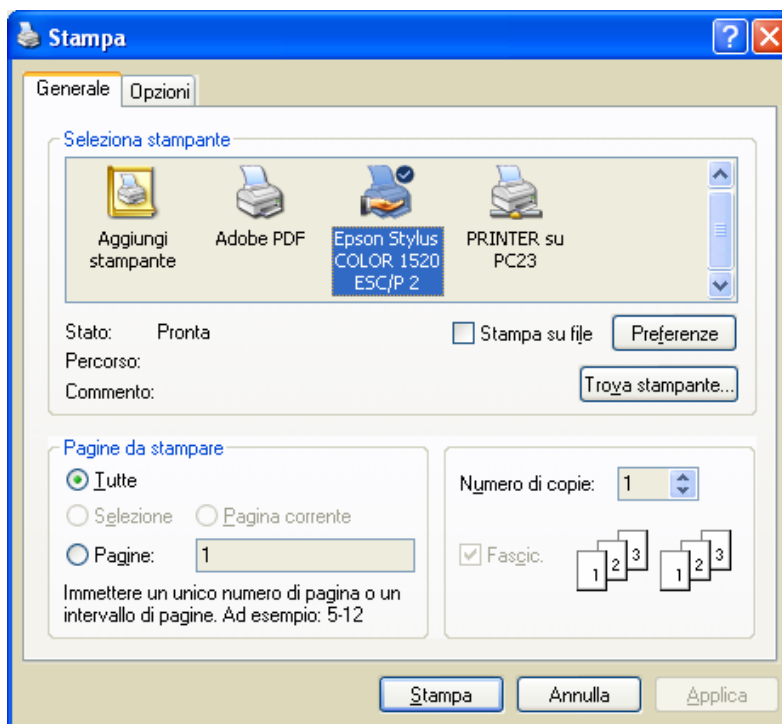 Stampa
Generale Opzioni
Seleziona stampante
Aggiungi stampante
Adobe PDF
Epson Stylus COLOR 1520 ESC/P 2
PRINTER su PC23
Stato: Pronta
Stampa su file
Preferenze
Percorso:
Commento:
Trova stampante...
Pagine da stampare
Tutte
Selezione
Pagina corrente
Pagine: 1
Immettere un unico numero di pagina o un
intervallo di pagine. Ad esempio: 5-12
Numero di copie: 1
Fascic.
1 2 3 1 2 3
Stampa
Annulla
Applica